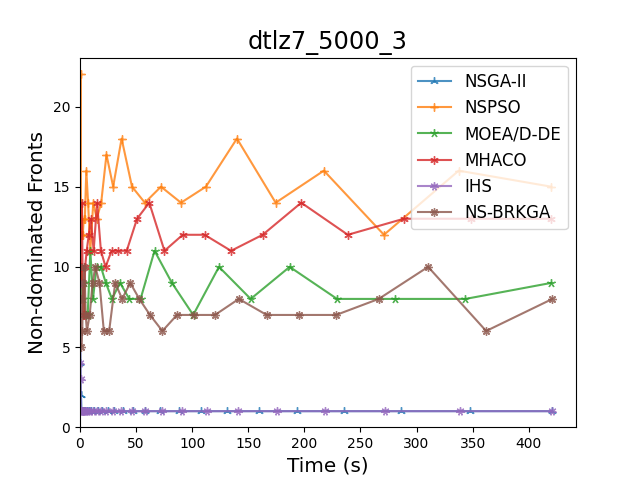 dtlz7_5000_3
Non-dominated Fronts
20
15
10
5
0
0 50 100 150 200 250 300 350 400
Time (s)
NSGA-II
NSPSO
MOEA/D-DE
MHACO
IHS
NS-BRKGA